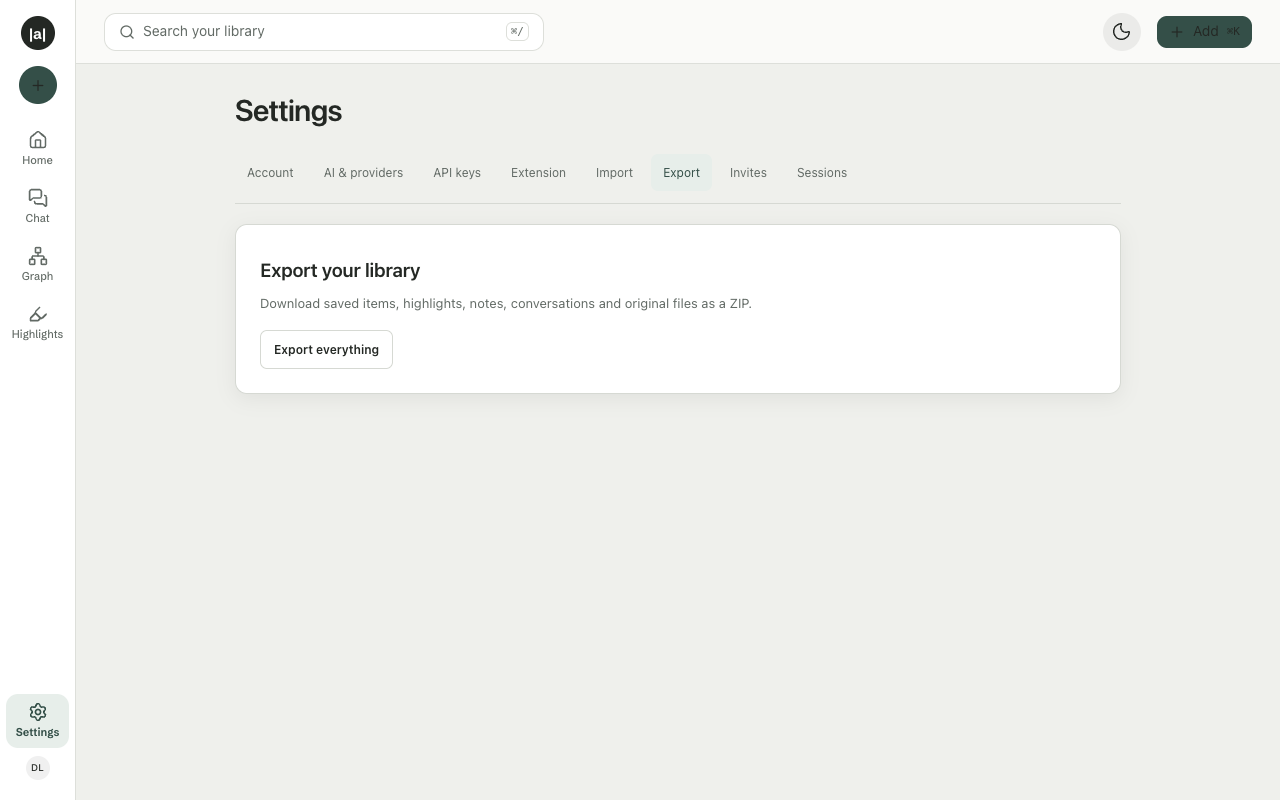 |a|
Search your library
⌘/
+ Add ⌘K
+
Home
Chat
Graph
Highlights
Settings
DL
Settings
Account
AI & providers
API keys
Extension
Import
Export
Invites
Sessions
Export your library
Download saved items, highlights, notes, conversations and original files as a ZIP.
Export everything